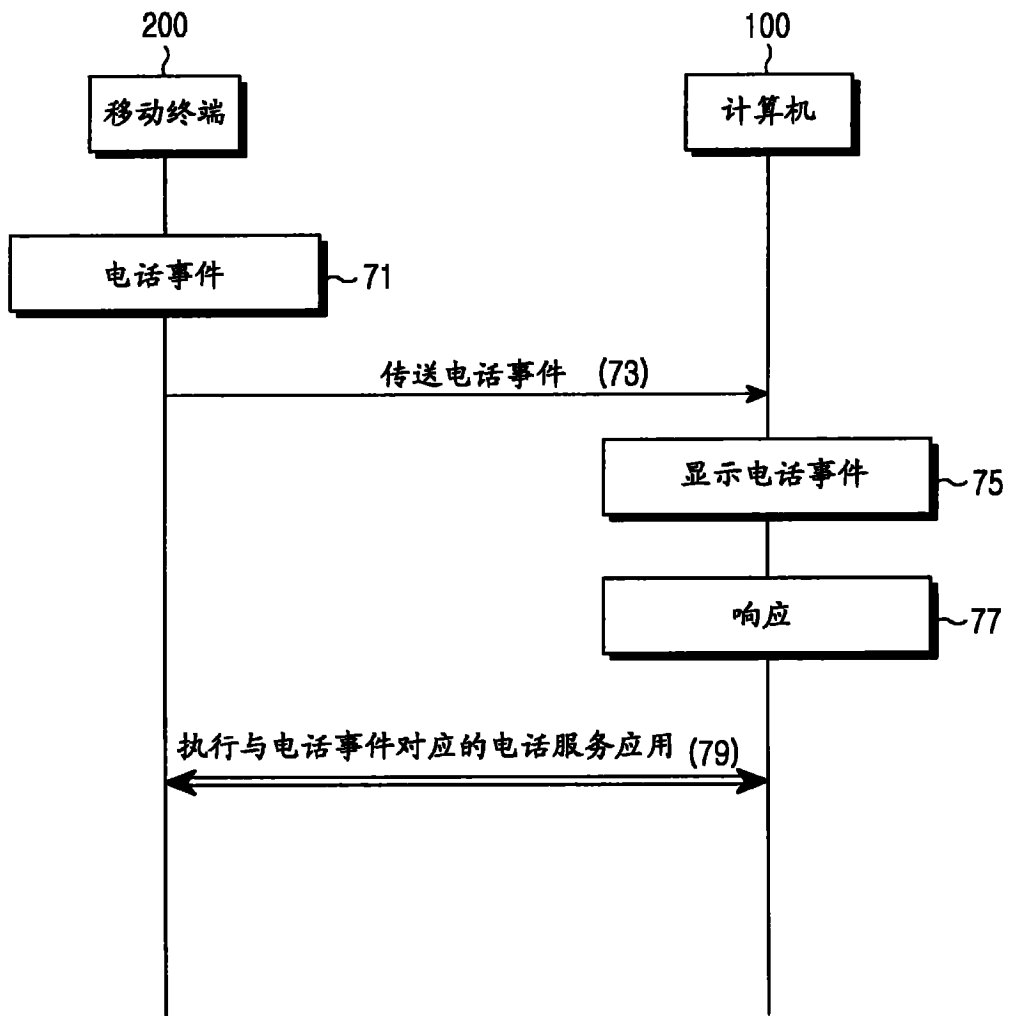 200
100
移动终端
计算机
电话事件
71
传送电话事件 (73)
显示电话事件
75
响应
77
执行与电话事件对应的电话服务应用 (79)